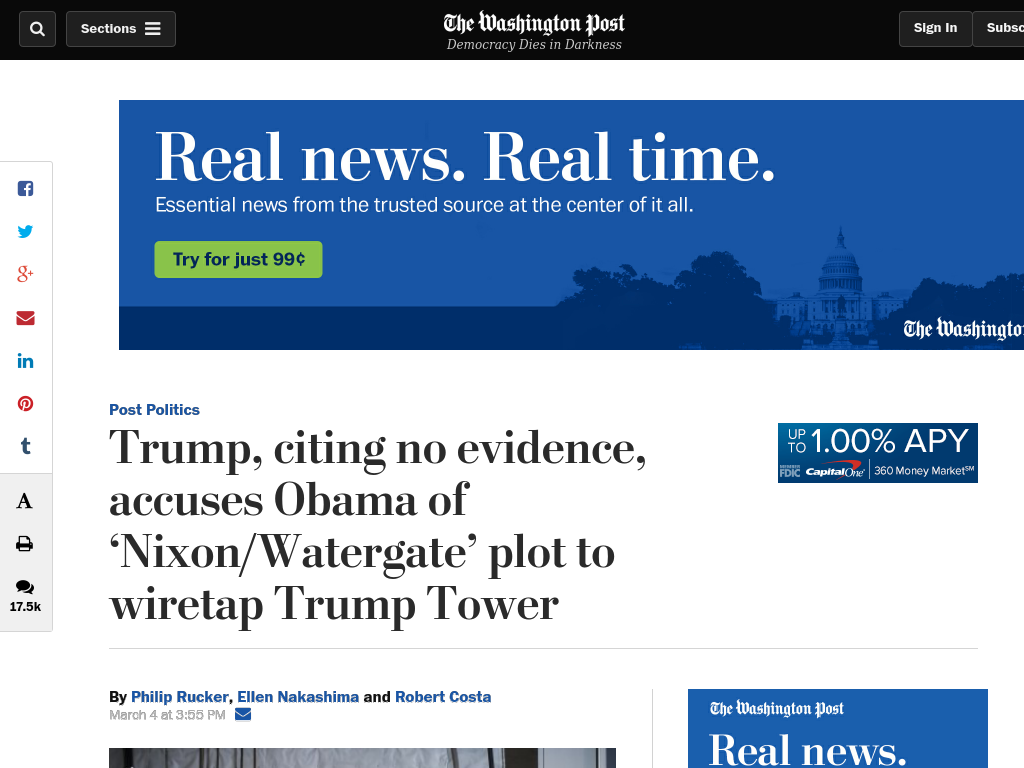 Sections
The Washington Post
Democracy Dies in Darkness
Sign In
Subsc
Real news. Real time.
Essential news from the trusted source at the center of it all.
Try for just 99¢
The Washingto
Post Politics
Trump, citing no evidence,
accuses Obama of
‘Nixon/Watergate’ plot to
wiretap Trump Tower
UP TO 1.00% APY
MEMBER FDIC Capital One 360 Money Market℠
g+
t
A
17.5k
By Philip Rucker, Ellen Nakashima and Robert Costa
March 4 at 3:55 PM
The Washington Post
Real news.